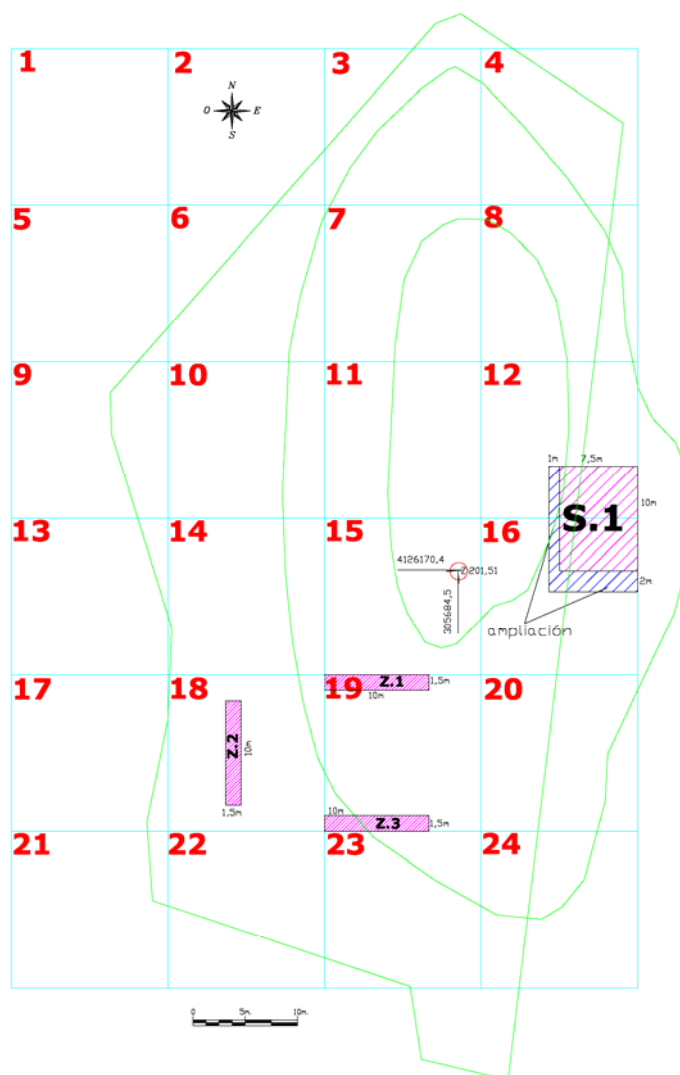 1 2 3 4
N
O E
S
5 6 7 8
9 10 11 12
1m 7,5m
10m
S.1
13 14 15 16
4126170,4
Z:201,51
305684,5
2m
ampliación
17 18 19 20
Z.1
1,5m
10m
Z.2
10m
1,5m
10m
Z.3
1,5m
21 22 23 24
0 5m. 10m.